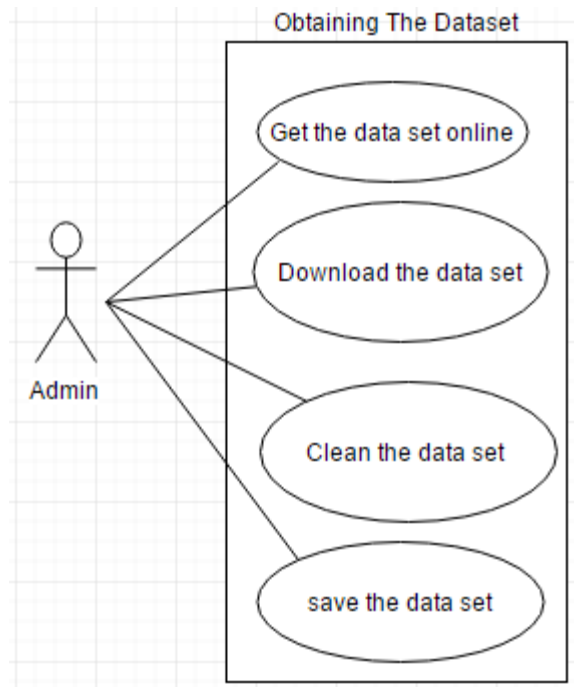 Obtaining The Dataset
Get the data set online
Download the data set
Admin
Clean the data set
save the data set